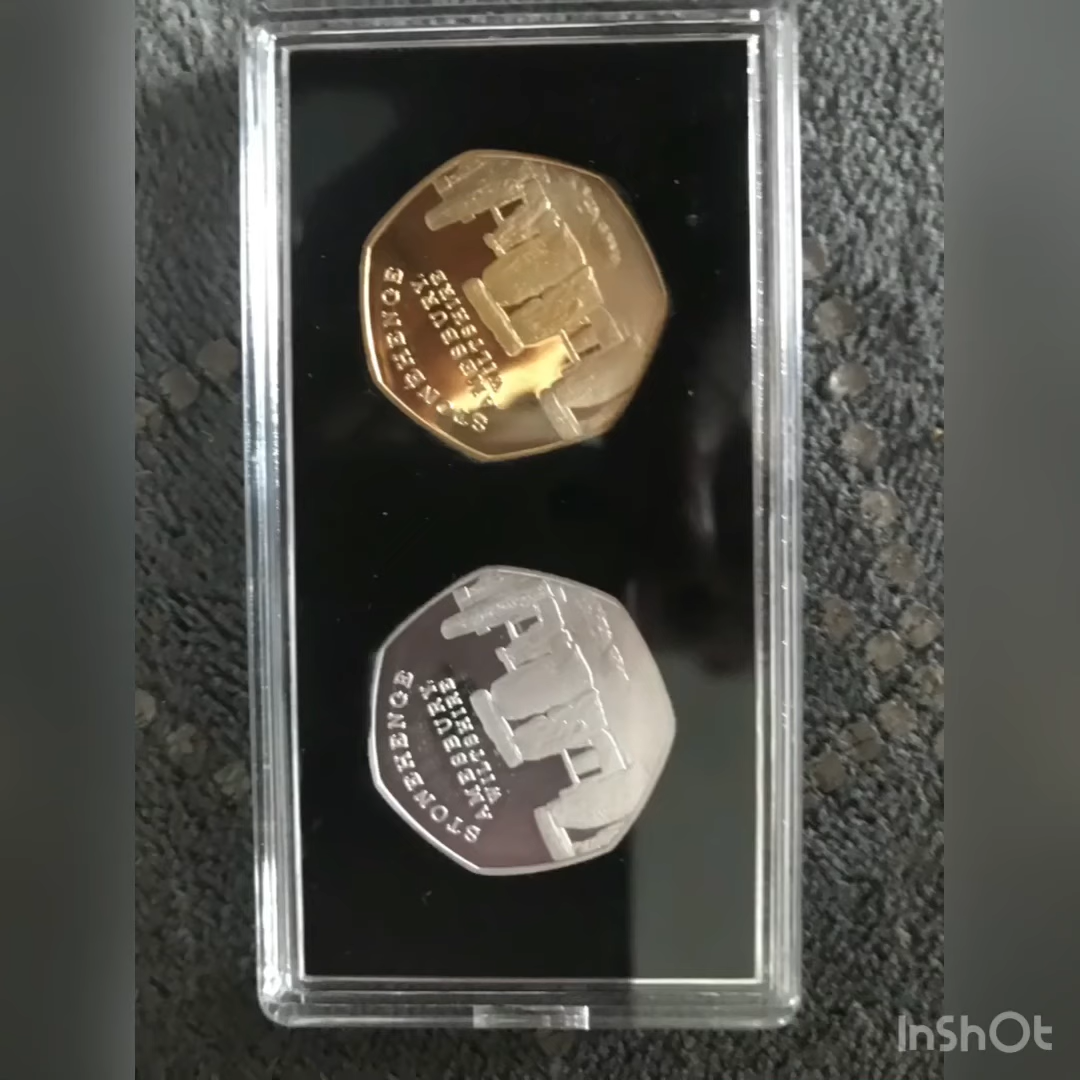 STONEHENGE
AMESBURY
WILTSHIRE
STONEHENGE
AMESBURY,
WILTSHIRE
InShOt